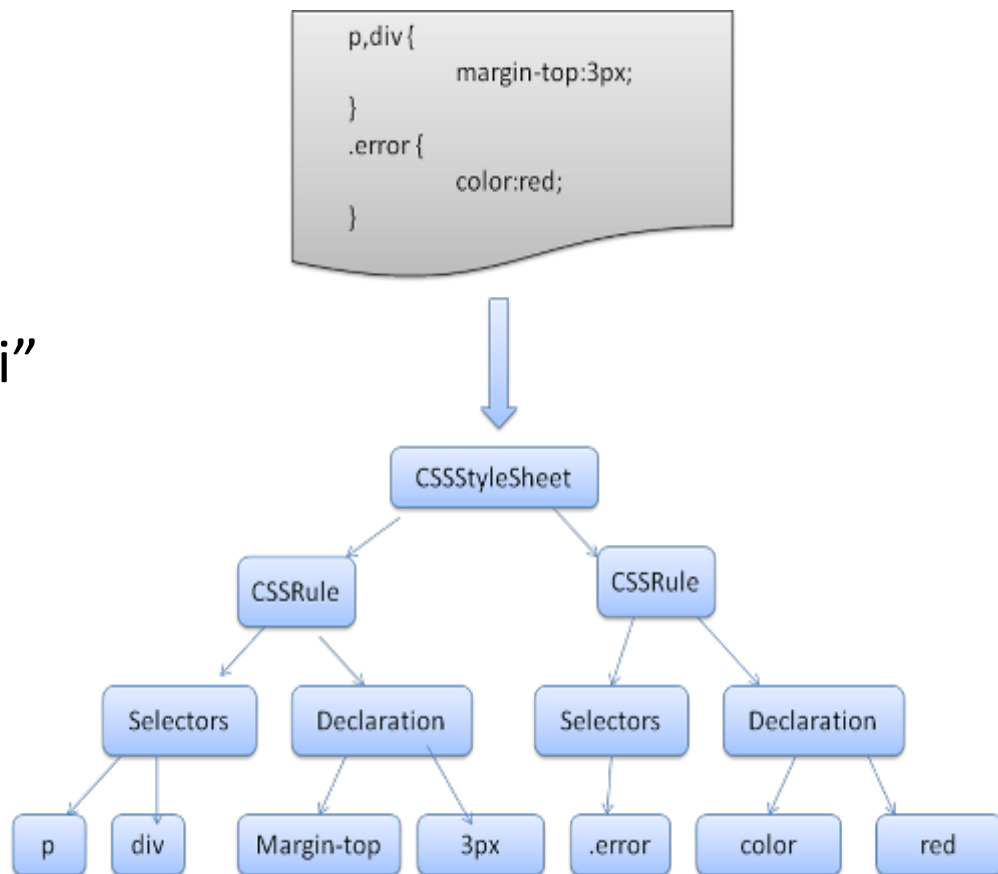 p,div {
margin-top:3px;
}
.error {
color:red;
}
i”
CSSStyleSheet
CSSRule
CSSRule
Selectors
Declaration
Selectors
Declaration
p
div
Margin-top
3px
.error
color
red